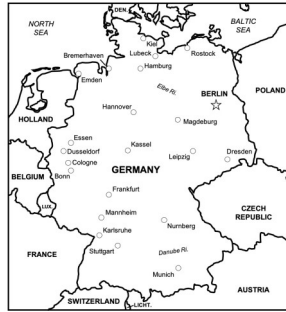 NORTH
SEA
DEN.
BALTIC
SEA
Kiel
Rostock
Bremerhaven
Lubeck
Hamburg
Emden
Elbe Ri.
BERLIN
POLAND
Hannover
HOLLAND
Magdeburg
Essen
Dusseldorf
Kassel
Leipzig
Dresden
Cologne
BELGIUM
Bonn
GERMANY
Frankfurt
LUX.
CZECH
REPUBLIC
Mannheim
Nurnberg
Karlsruhe
FRANCE
Stuttgart
Danube Ri.
Munich
AUSTRIA
SWITZERLAND
LICHT.